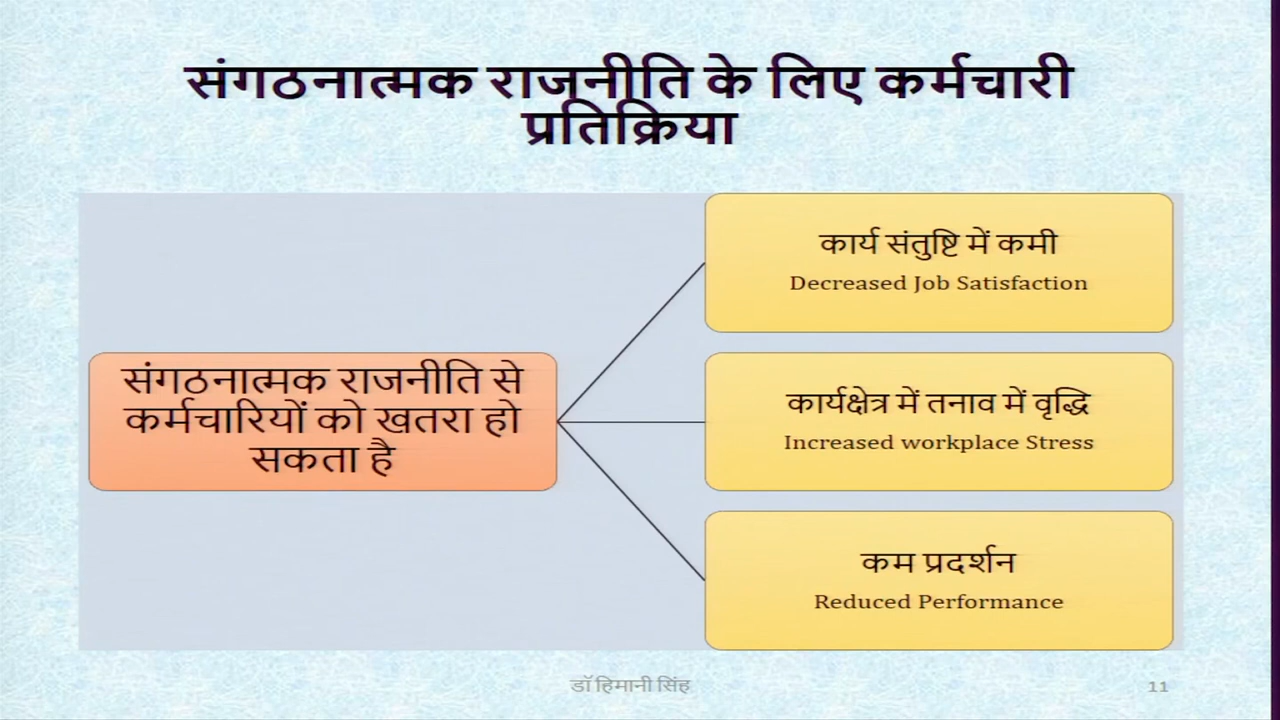 संगठनात्मक राजनीति के लिए कर्मचारी
प्रतिक्रिया
संगठनात्मक राजनीति से
कर्मचारियों को खतरा हो
सकता है
कार्य संतुष्टि में कमी
Decreased Job Satisfaction
कार्यक्षेत्र में तनाव में वृद्धि
Increased workplace Stress
कम प्रदर्शन
Reduced Performance
डॉ हिमानी सिंह
11